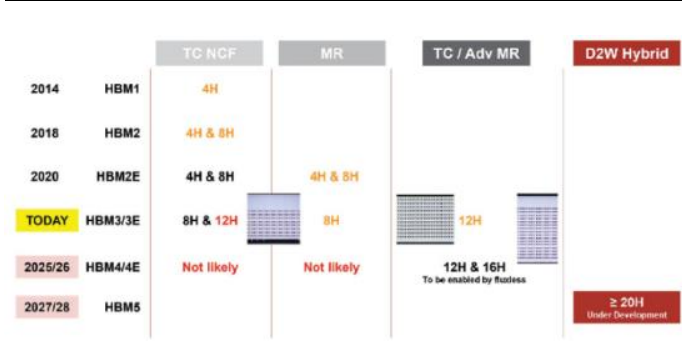 TC NCF MR TC / Adv MR D2W Hybrid
2014 HBM1 4H
2018 HBM2 4H & 8H
2020 HBM2E 4H & 8H 4H & 8H
TODAY HBM3/3E 8H & 12H 8H 12H
2025/26 HBM4/4E Not likely Not likely 12H & 16H
To be enabled by fluxless
2027/28 HBM5 ≥ 20H
Under Development